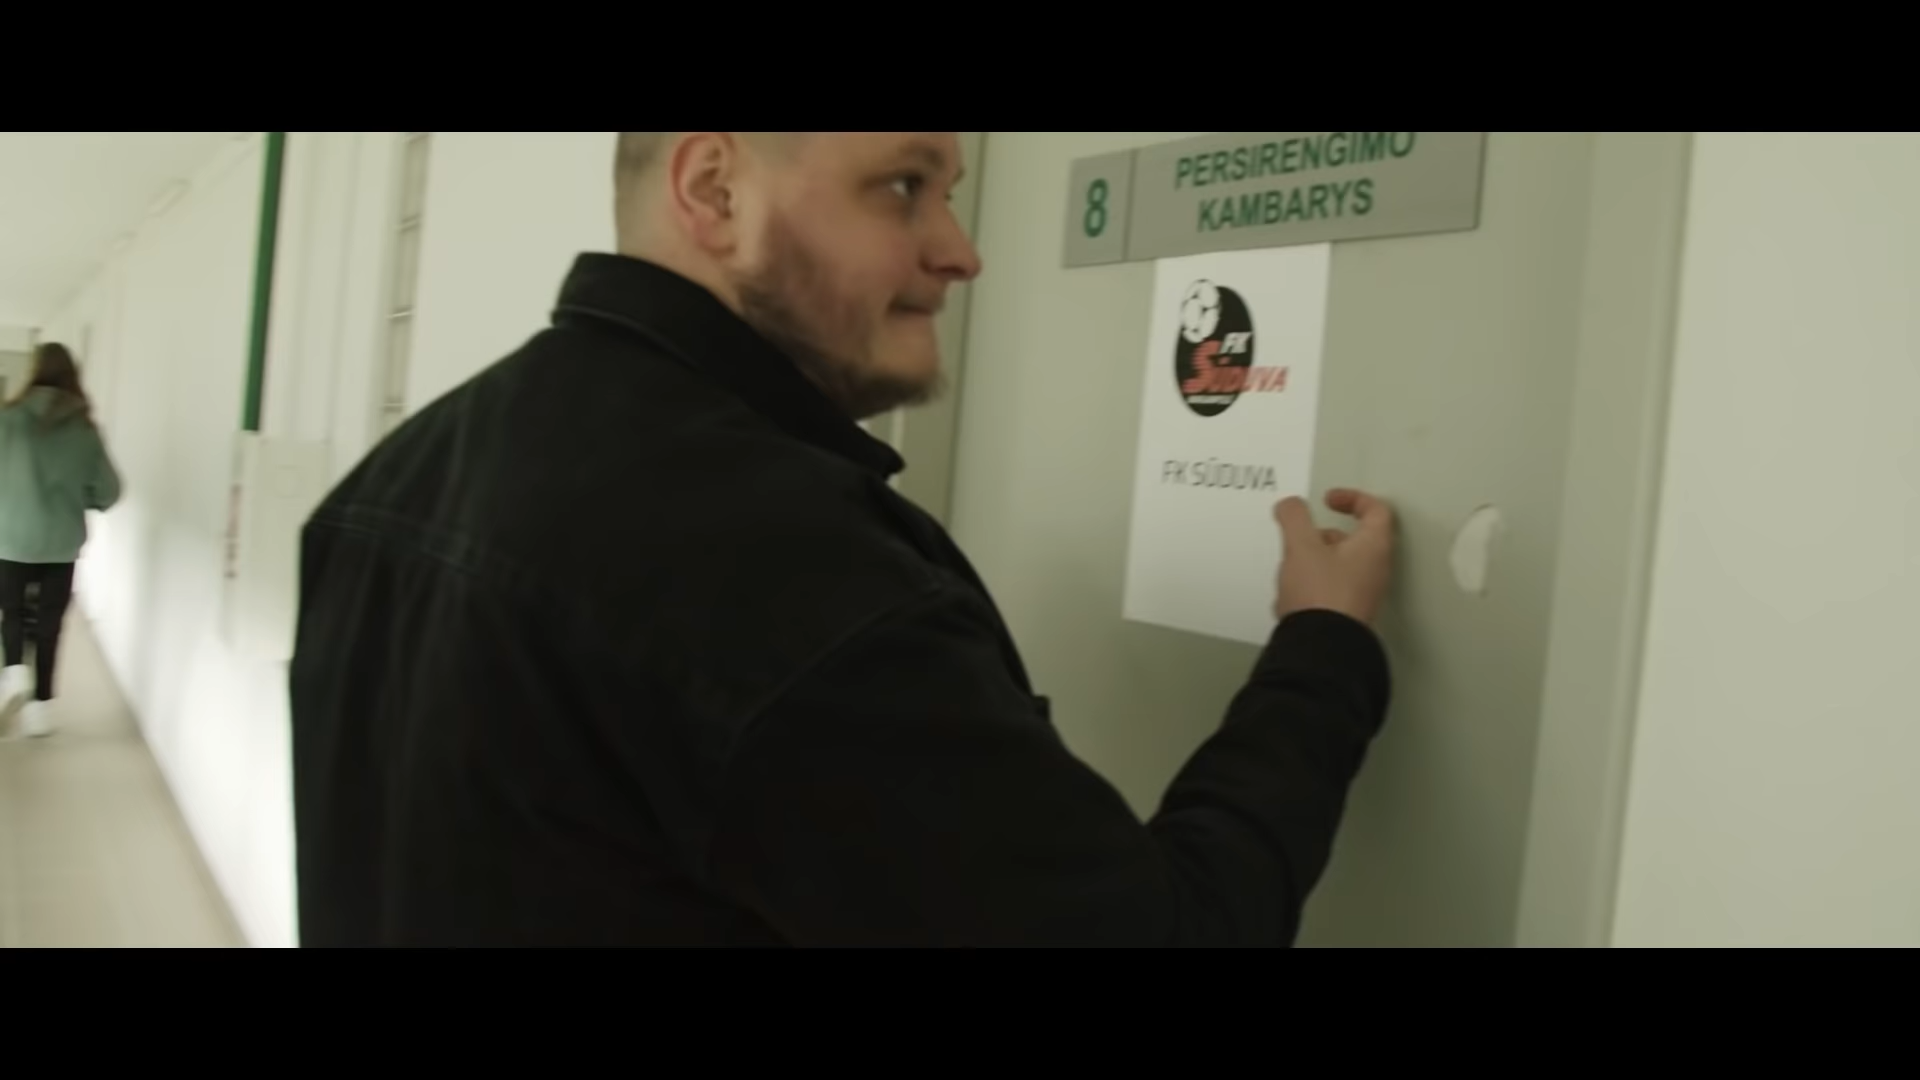 8
PERSIRENGIMO
KAMBARYS
FK
SŪDUVA
FK SŪDUVA